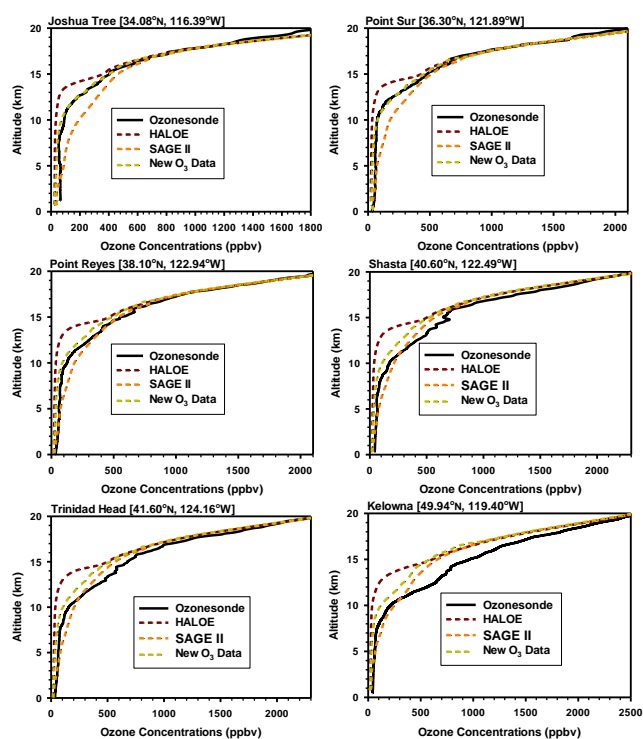 Joshua Tree [34.08°N, 116.39°W]
20
15
10
5
0
Altitude (km)
Ozonesonde
HALOE
SAGE II
New O₃ Data
0 200 400 600 800 1000 1200 1400 1600 1800
Ozone Concentrations (ppbv)
Point Sur [36.30°N, 121.89°W]
20
15
10
5
0
Altitude (km)
Ozonesonde
HALOE
SAGE II
New O₃ Data
0 500 1000 1500 2000
Ozone Concentrations (ppbv)
Point Reyes [38.10°N, 122.94°W]
20
15
10
5
0
Altitude (km)
Ozonesonde
HALOE
SAGE II
New O₃ Data
0 500 1000 1500 2000
Ozone Concentrations (ppbv)
Shasta [40.60°N, 122.49°W]
20
15
10
5
0
Altitude (km)
Ozonesonde
HALOE
SAGE II
New O₃ Data
0 500 1000 1500 2000
Ozone Concentrations (ppbv)
Trinidad Head [41.60°N, 124.16°W]
20
15
10
5
0
Altitude (km)
Ozonesonde
HALOE
SAGE II
New O₃ Data
0 500 1000 1500 2000
Ozone Concentrations (ppbv)
Kelowna [49.94°N, 119.40°W]
20
15
10
5
0
Altitude (km)
Ozonesonde
HALOE
SAGE II
New O₃ Data
0 500 1000 1500 2000 2500
Ozone Concentrations (ppbv)